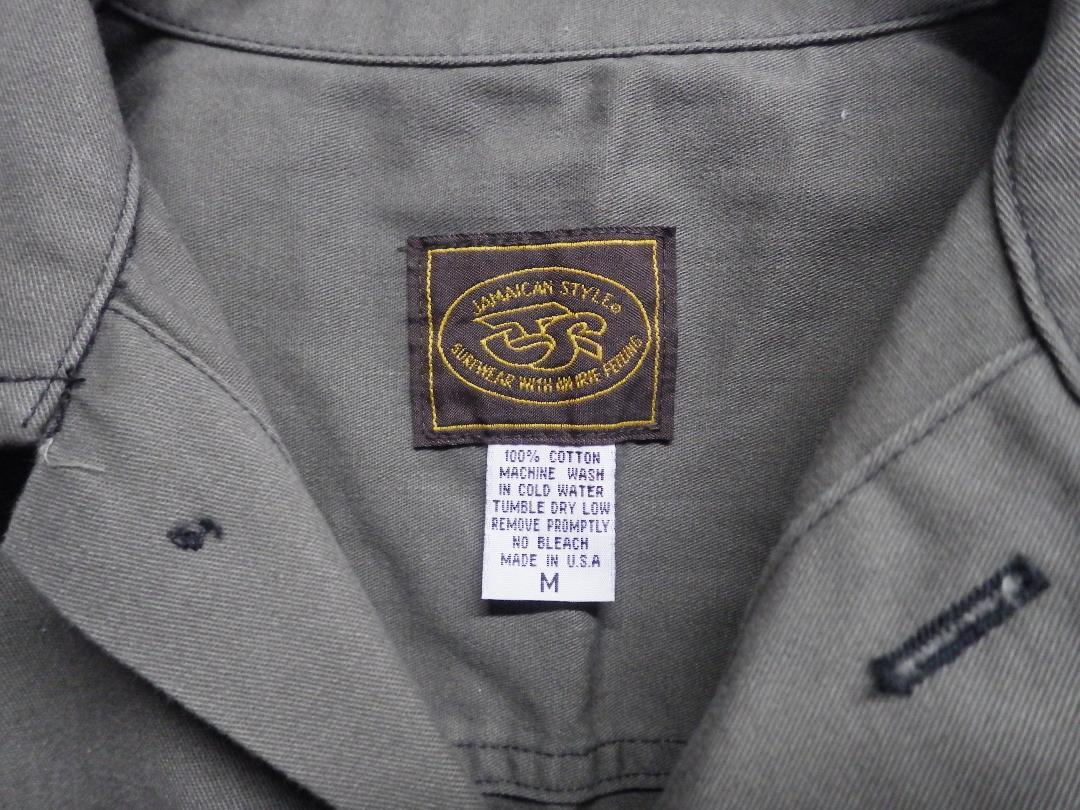 JAMAICAN STYLE®
JSR
SURFWEAR WITH AN IRIE FEELING
100% COTTON
MACHINE WASH
IN COLD WATER
TUMBLE DRY LOW
REMOVE PROMPTLY
NO BLEACH
MADE IN U.S.A
M